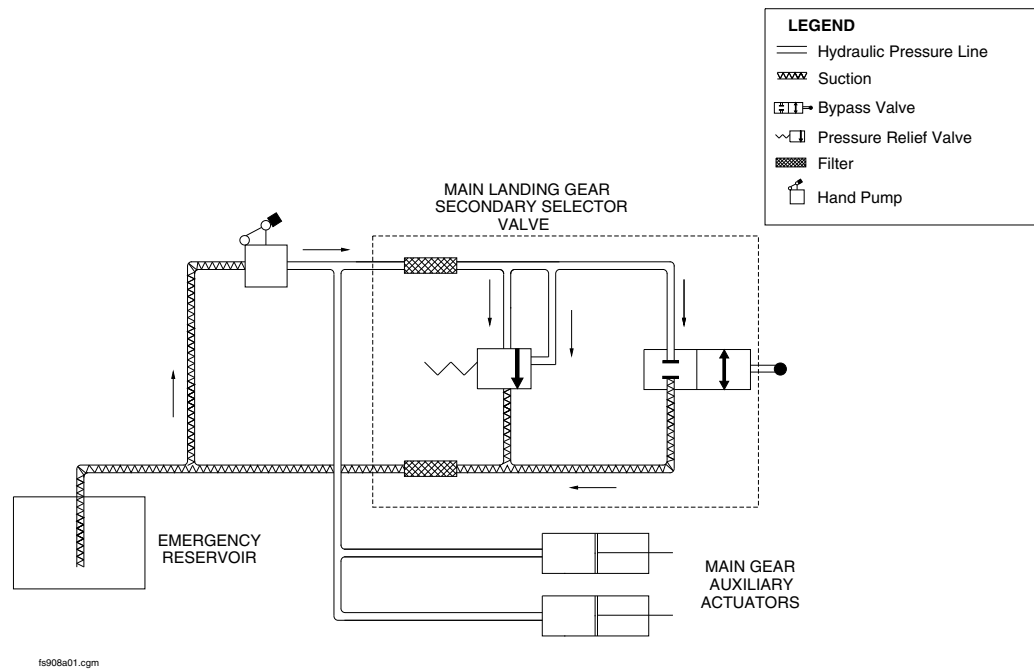 LEGEND
Hydraulic Pressure Line
Suction
Bypass Valve
Pressure Relief Valve
Filter
Hand Pump
MAIN LANDING GEAR
SECONDARY SELECTOR
VALVE
EMERGENCY
RESERVOIR
MAIN GEAR
AUXILIARY
ACTUATORS
fs908a01.cgm